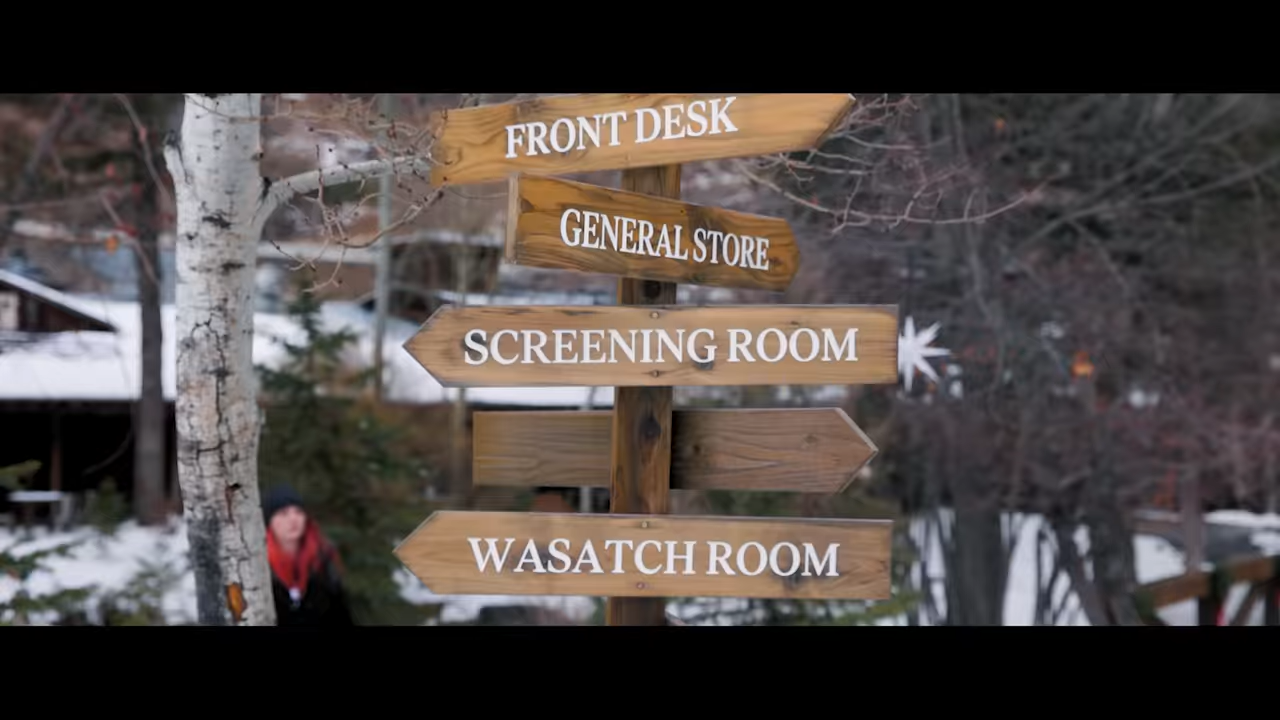 FRONT DESK
GENERAL STORE
SCREENING ROOM
WASATCH ROOM